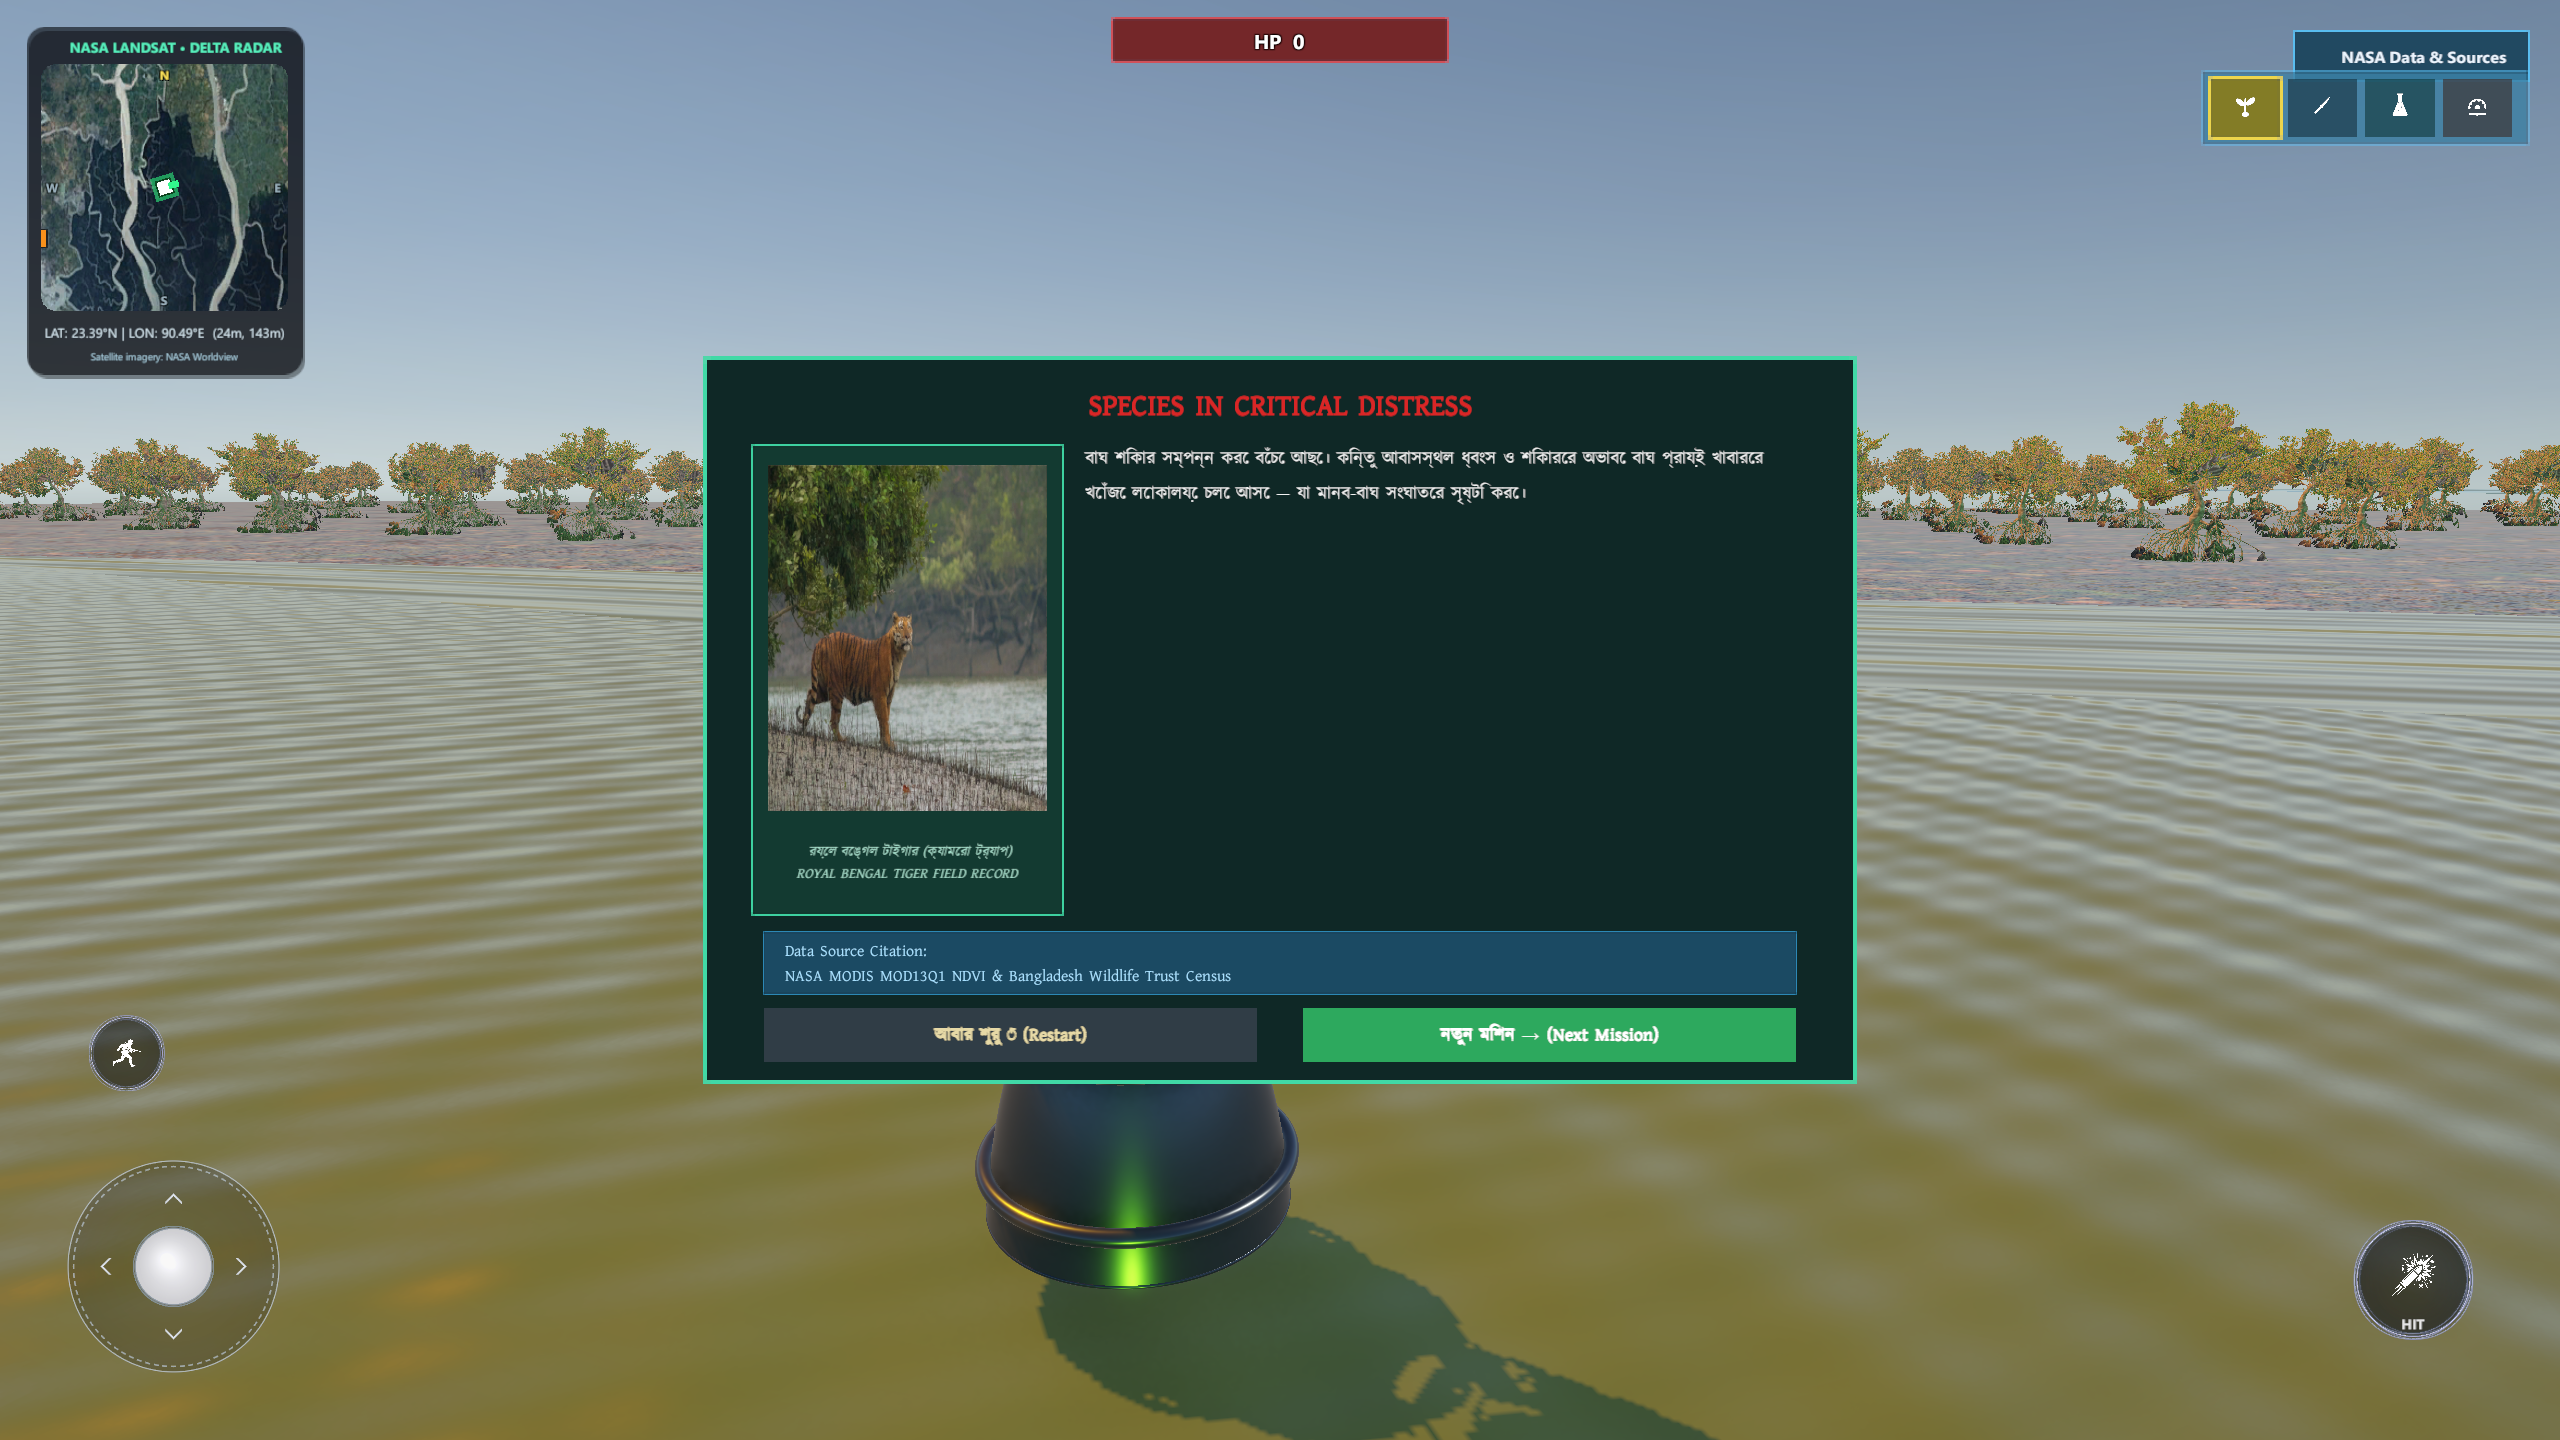 NASA LANDSAT • DELTA RADAR
N
W
E
S
LAT: 23.39°N | LON: 90.49°E (24m, 143m)
Satellite imagery: NASA Worldview
HP 0
NASA Data & Sources
SPECIES IN CRITICAL DISTRESS
বাঘ শিকার সম্পন্ন করে বেঁচে আছে। কিন্তু আবাসস্থল ধ্বংস ও শিকারের অভাবে বাঘ প্রায়ই খাবারের
খোঁজে লোকালয়ে চলে আসে — যা মানব-বাঘ সংঘাতের সৃষ্টি করে।
রয়েল বেঙ্গল টাইগার (ক্যামেরা ট্র্যাপ)
ROYAL BENGAL TIGER FIELD RECORD
Data Source Citation:
NASA MODIS MOD13Q1 NDVI & Bangladesh Wildlife Trust Census
আবার শুরু ↻ (Restart)
নতুন মিশন → (Next Mission)
HIT